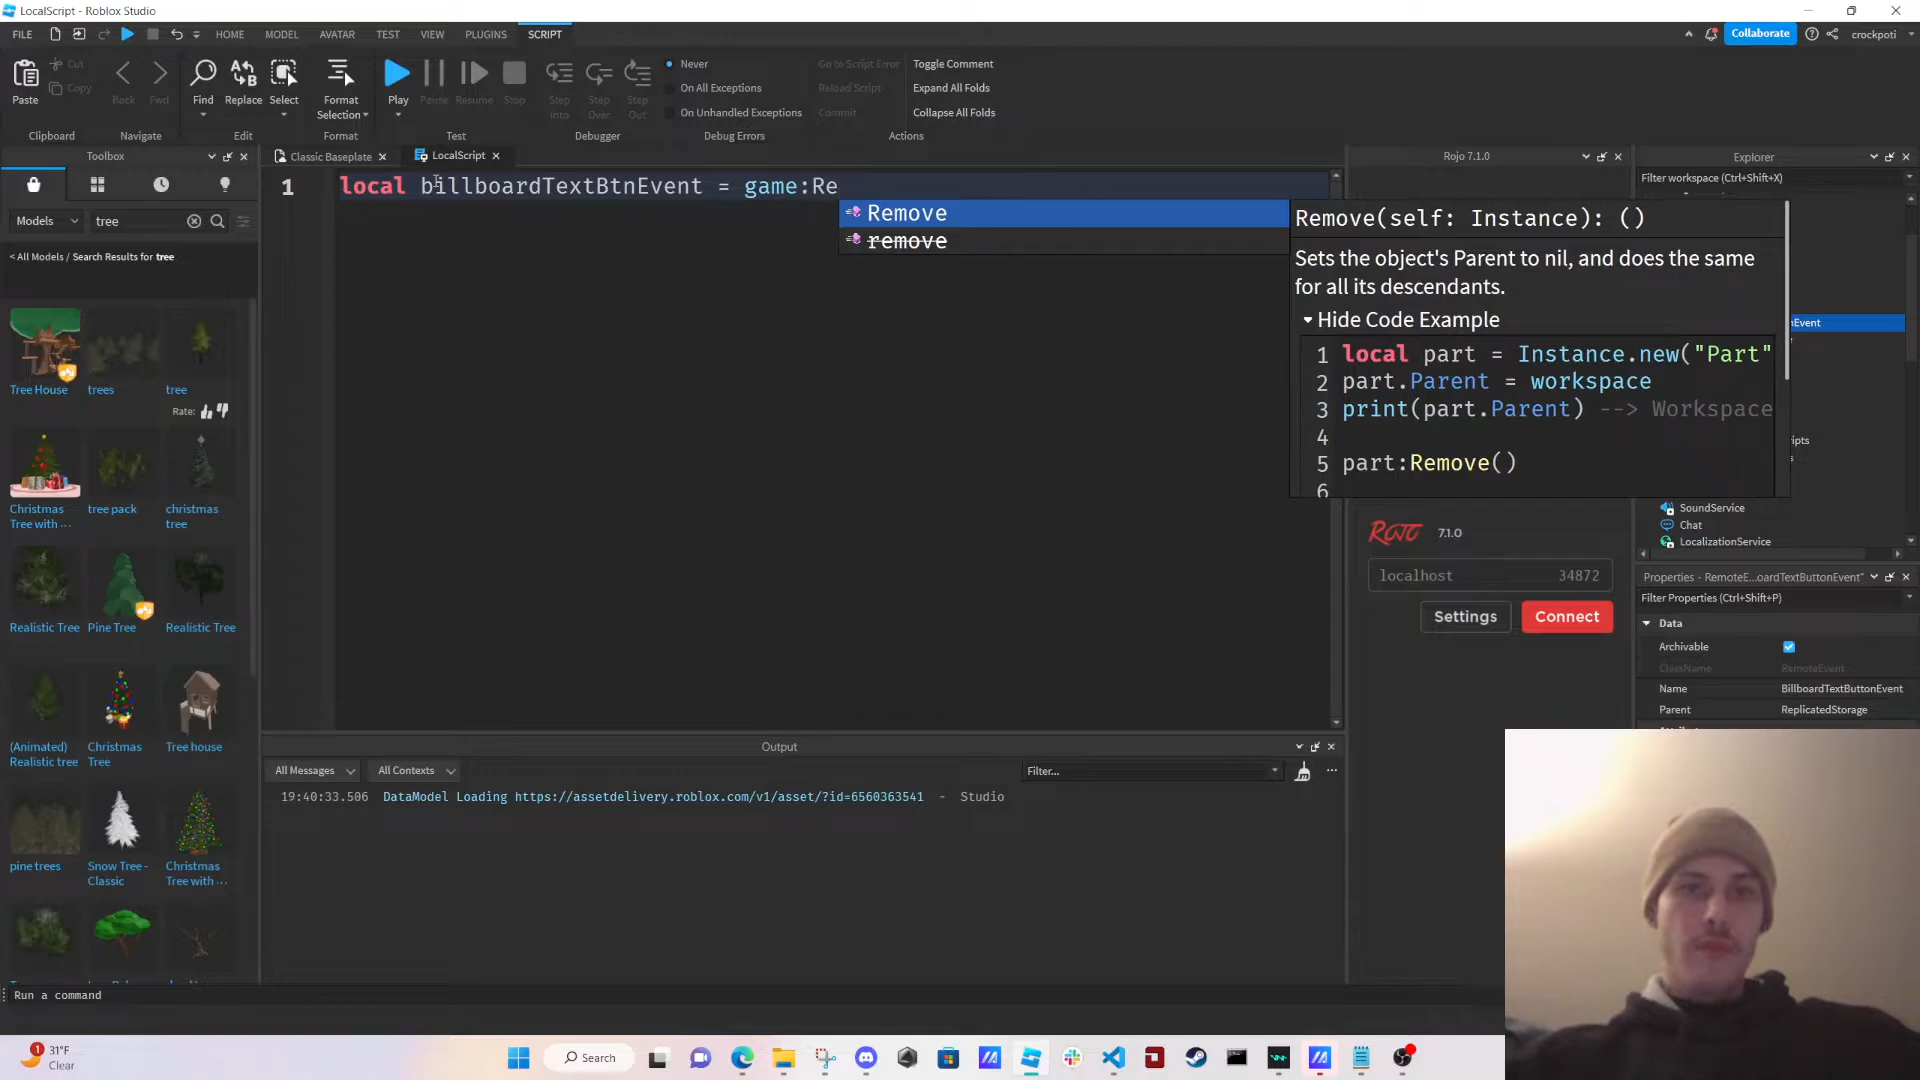 LocalScript - Roblox Studio
FILE HOME MODEL AVATAR TEST VIEW PLUGINS SCRIPT Collaborate crockpoti
Paste Cut Copy Back Fwd Find Replace Select Format Selection Play Pause Resume Stop Step Into Step Over Step Out
Never Go to Script Error Toggle Comment
On All Exceptions Reload Script Expand All Folds
On Unhandled Exceptions Commit Collapse All Folds
Clipboard Navigate Edit Format Test Debugger Debug Errors Actions
Toolbox
Classic Baseplate LocalScript
Models tree
< All Models / Search Results for tree
Tree House trees tree
Rate:
Christmas Tree with ... tree pack christmas tree
Realistic Tree Pine Tree Realistic Tree
(Animated) Realistic tree Christmas Tree Tree house
pine trees Snow Tree - Classic Christmas Tree with ...
1 local billboardTextBtnEvent = game:Re
Remove
remove
Remove(self: Instance): ()
Sets the object's Parent to nil, and does the same
for all its descendants.
Hide Code Example
1 local part = Instance.new("Part"
2 part.Parent = workspace
3 print(part.Parent) --> Workspace
4
5 part:Remove()
6
Rojo 7.1.0
Rojo 7.1.0
localhost 34872
Settings Connect
Explorer
Filter workspace (Ctrl+Shift+X)
nEvent
ipts
SoundService
Chat
LocalizationService
Properties - RemoteE...oardTextButtonEvent"
Filter Properties (Ctrl+Shift+P)
Data
Archivable
ClassName RemoteEvent
Name BillboardTextButtonEvent
Parent ReplicatedStorage
Output
All Messages All Contexts Filter...
19:40:33.506 DataModel Loading https://assetdelivery.roblox.com/v1/asset/?id=6560363541 - Studio
Run a command
1
31°F
Clear
Search